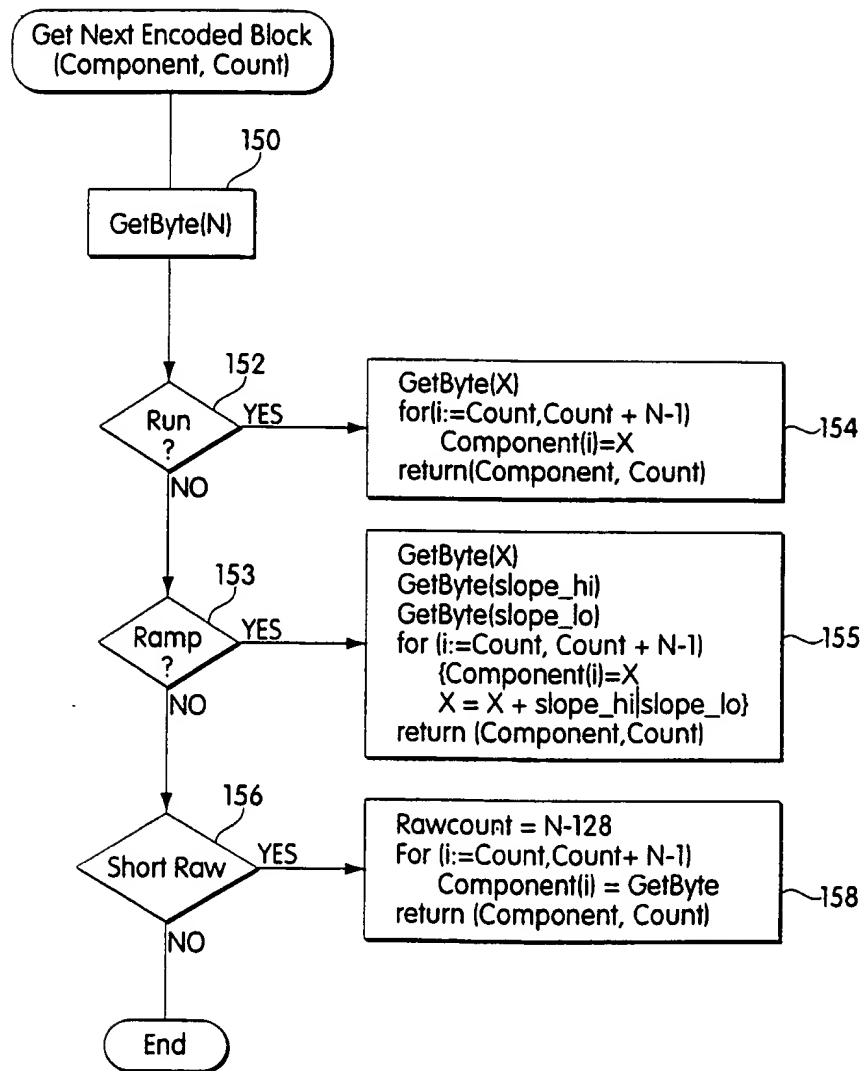 Get Next Encoded Block
(Component, Count)
150
GetByte(N)
152
Run
?
YES
NO
GetByte(X)
for(i:=Count,Count + N-1)
Component(i)=X
return(Component, Count)
154
153
Ramp
?
YES
NO
GetByte(X)
GetByte(slope_hi)
GetByte(slope_lo)
for (i:=Count, Count + N-1)
{Component(i)=X
X = X + slope_hi|slope_lo}
return (Component,Count)
155
156
Short Raw
YES
NO
Rawcount = N-128
For (i:=Count,Count+ N-1)
Component(i) = GetByte
return (Component, Count)
158
End